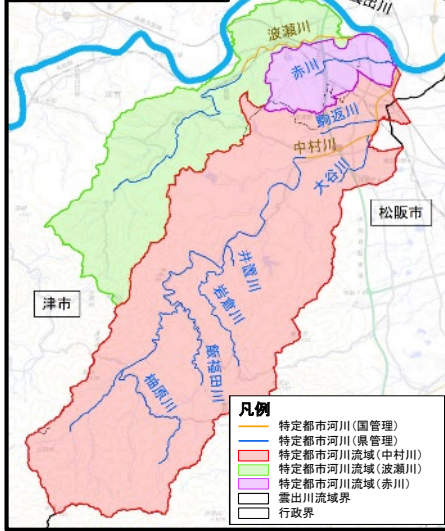 雲出川
波瀬川
赤川
駒返川
中村川
大谷川
松阪市
井関川
岩倉川
津市
飯福田川
柚原川
凡例
特定都市河川(国管理)
特定都市河川(県管理)
特定都市河川流域(中村川)
特定都市河川流域(波瀬川)
特定都市河川流域(赤川)
雲出川流域界
行政界